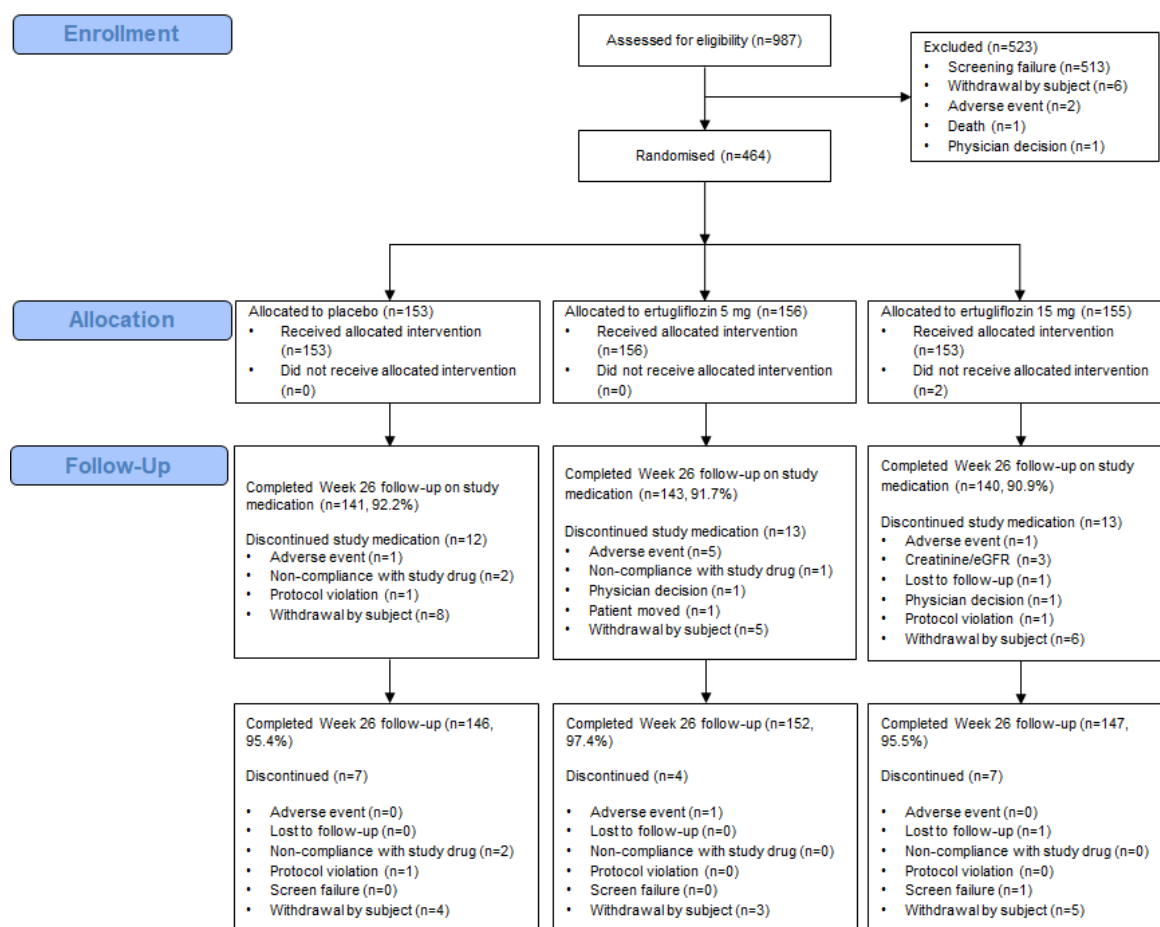 Enrollment
Assessed for eligibility (n=987)
Excluded (n=523)
• Screening failure (n=513)
• Withdrawal by subject (n=6)
• Adverse event (n=2)
• Death (n=1)
• Physician decision (n=1)
Randomised (n=464)
Allocation
Allocated to placebo (n=153)
• Received allocated intervention
(n=153)
• Did not receive allocated intervention
(n=0)
Allocated to ertugliflozin 5 mg (n=156)
• Received allocated intervention
(n=156)
• Did not receive allocated intervention
(n=0)
Allocated to ertugliflozin 15 mg (n=155)
• Received allocated intervention
(n=153)
• Did not receive allocated intervention
(n=2)
Follow-Up
Completed Week 26 follow-up on study
medication (n=141, 92.2%)
Discontinued study medication (n=12)
• Adverse event (n=1)
• Non-compliance with study drug (n=2)
• Protocol violation (n=1)
• Withdrawal by subject (n=8)
Completed Week 26 follow-up on study
medication (n=143, 91.7%)
Discontinued study medication (n=13)
• Adverse event (n=5)
• Non-compliance with study drug (n=1)
• Physician decision (n=1)
• Patient moved (n=1)
• Withdrawal by subject (n=5)
Completed Week 26 follow-up on study
medication (n=140, 90.9%)
Discontinued study medication (n=13)
• Adverse event (n=1)
• Creatinine/eGFR (n=3)
• Lost to follow-up (n=1)
• Physician decision (n=1)
• Protocol violation (n=1)
• Withdrawal by subject (n=6)
Completed Week 26 follow-up (n=146,
95.4%)
Discontinued (n=7)
• Adverse event (n=0)
• Lost to follow-up (n=0)
• Non-compliance with study drug (n=2)
• Protocol violation (n=1)
• Screen failure (n=0)
• Withdrawal by subject (n=4)
Completed Week 26 follow-up (n=152,
97.4%)
Discontinued (n=4)
• Adverse event (n=1)
• Lost to follow-up (n=0)
• Non-compliance with study drug (n=0)
• Protocol violation (n=0)
• Screen failure (n=0)
• Withdrawal by subject (n=3)
Completed Week 26 follow-up (n=147,
95.5%)
Discontinued (n=7)
• Adverse event (n=0)
• Lost to follow-up (n=1)
• Non-compliance with study drug (n=0)
• Protocol violation (n=0)
• Screen failure (n=1)
• Withdrawal by subject (n=5)